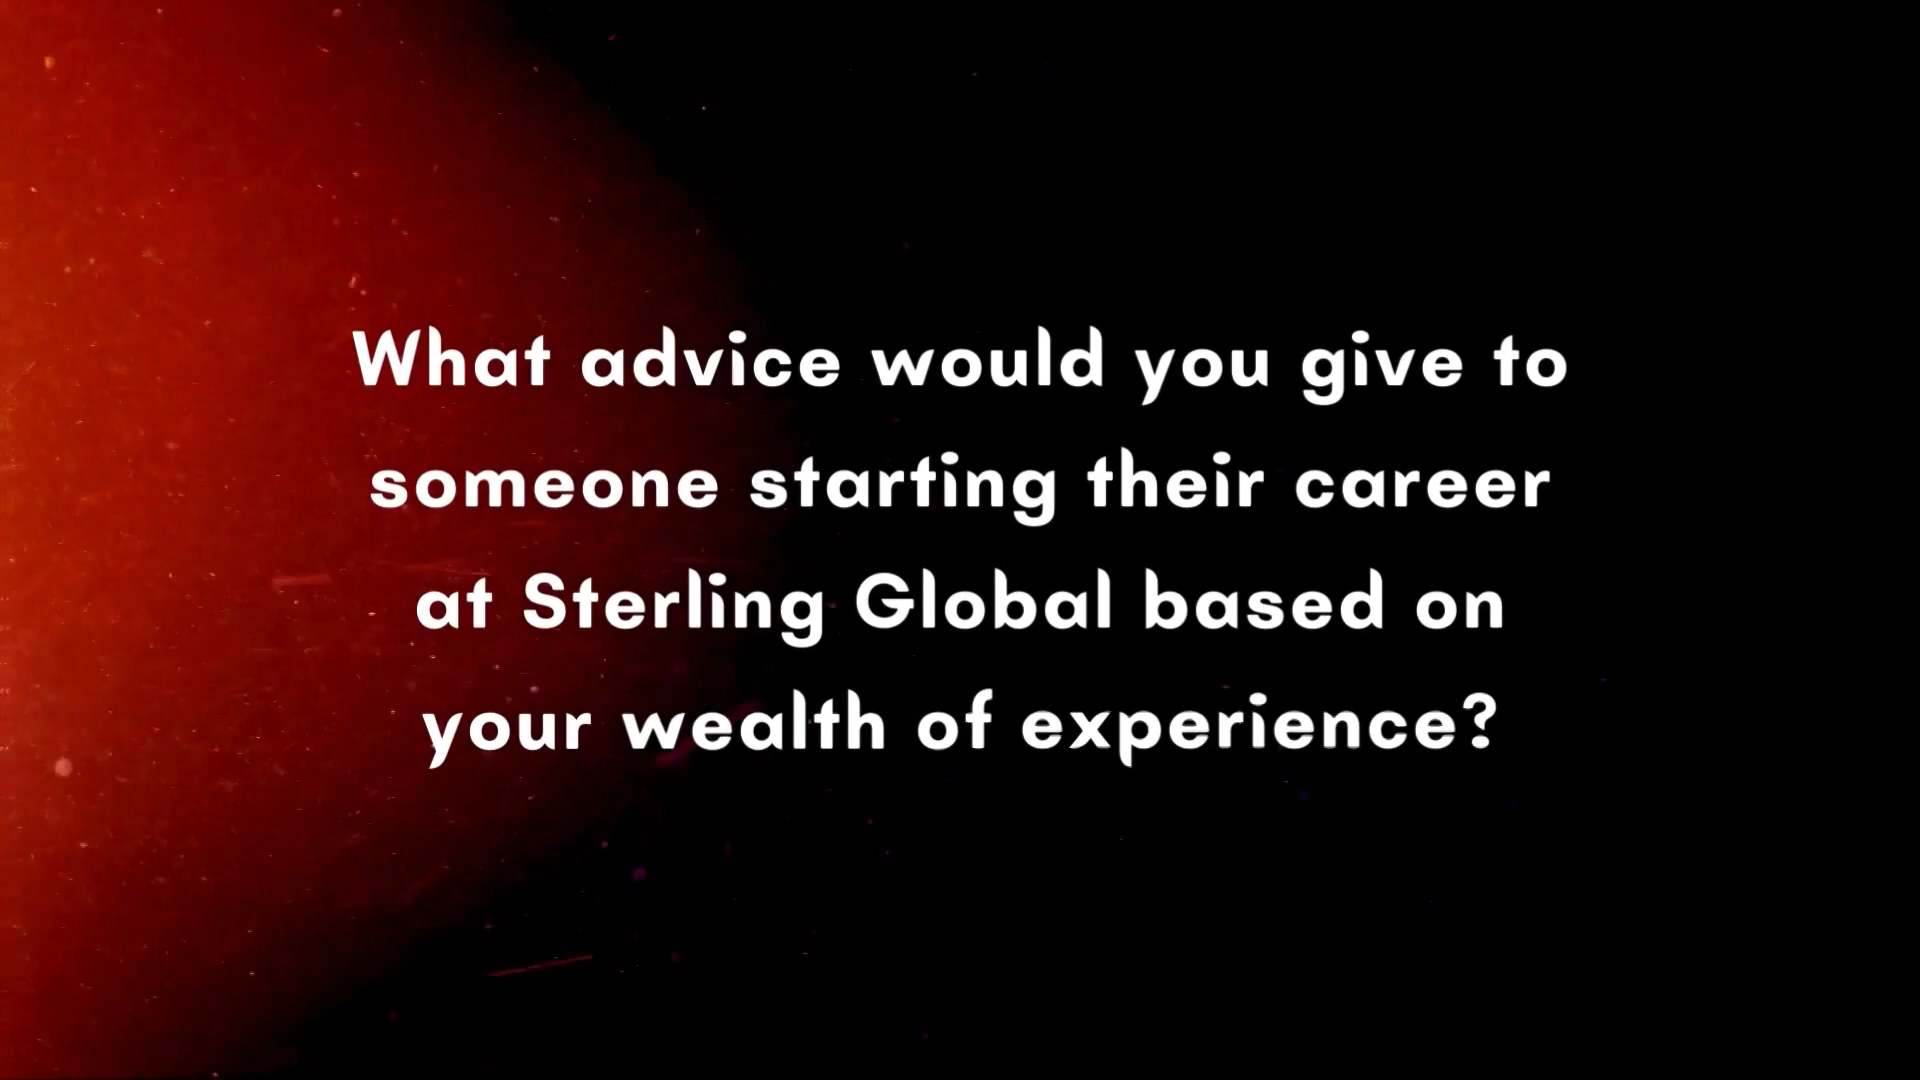 What advice would you give to
someone starting their career
at Sterling Global based on
your wealth of experience?